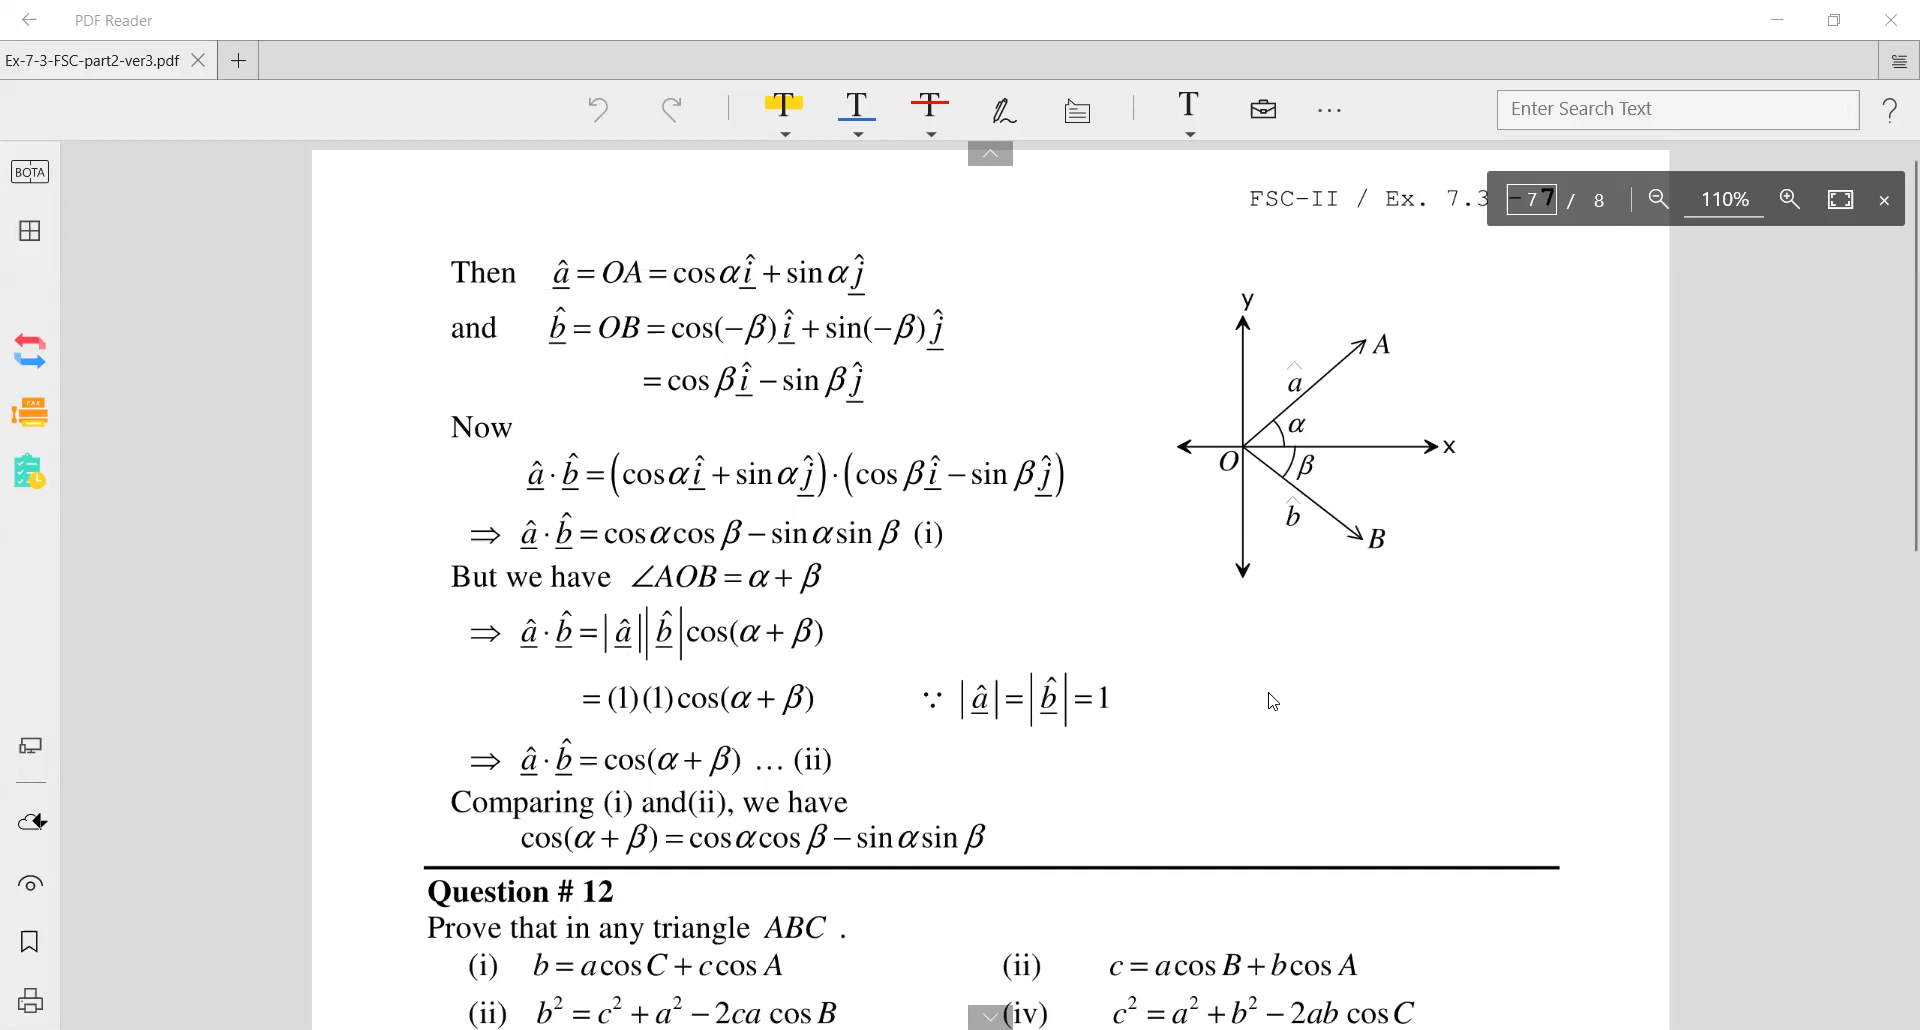 PDF Reader
Ex-7-3-FSC-part2-ver3.pdf
T T T T ... Enter Search Text ?
BOTA
FSC-II / Ex. 7.3 - 7
7 / 8 110%
FAX
Then â = OA = cos α î + sin α ĵ
and b̂ = OB = cos(−β) î + sin(−β) ĵ
= cos β î − sin β ĵ
Now
â · b̂ = (cos α î + sin α ĵ) · (cos β î − sin β ĵ)
⇒ â · b̂ = cos α cos β − sin α sin β (i)
But we have ∠AOB = α + β
⇒ â · b̂ = |â||b̂| cos(α + β)
= (1)(1) cos(α + β) ∵ |â| = |b̂| = 1
⇒ â · b̂ = cos(α + β) ... (ii)
Comparing (i) and(ii), we have
cos(α + β) = cos α cos β − sin α sin β
y
A
â
α
x
O
β
b̂
B
Question # 12
Prove that in any triangle ABC .
(i) b = a cos C + c cos A (ii) c = a cos B + b cos A
(ii) b² = c² + a² − 2ca cos B (iv) c² = a² + b² − 2ab cos C